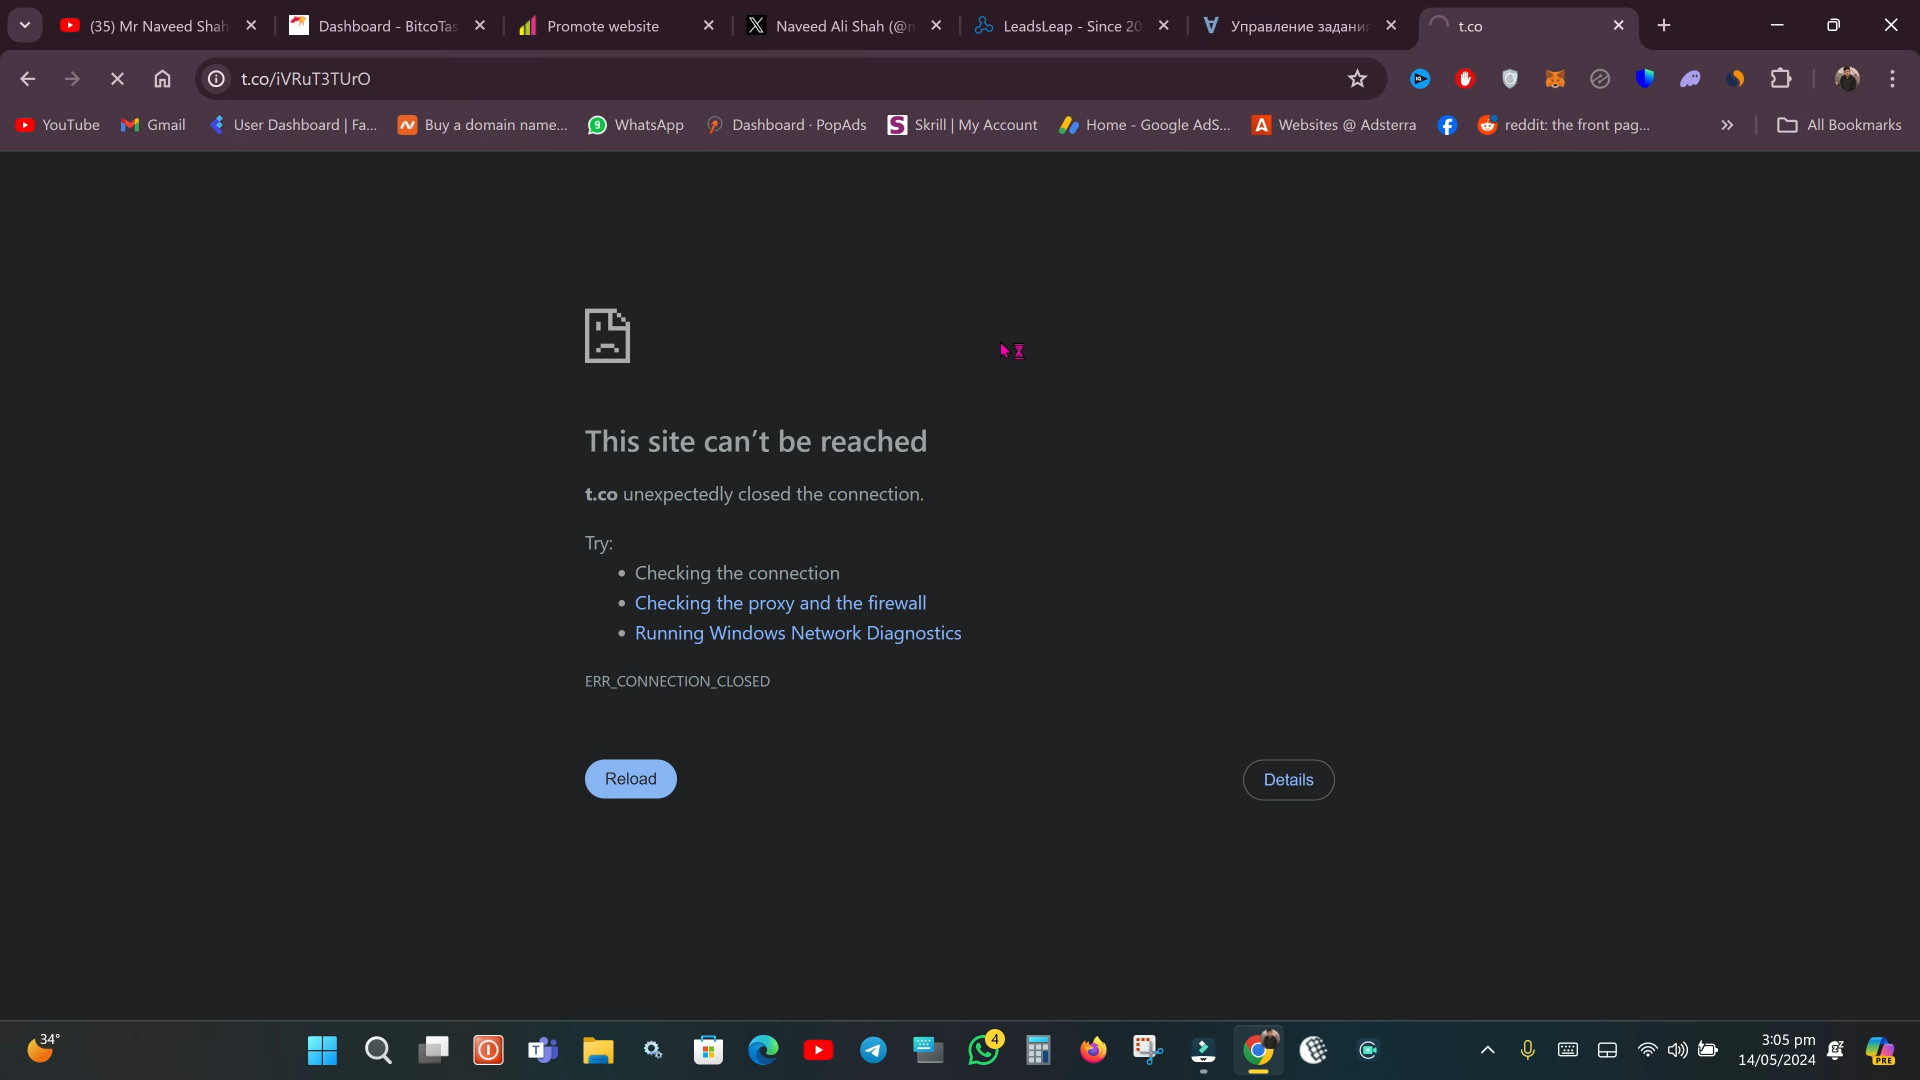 (35) Mr Naveed Shah
Dashboard - BitcoTas
Promote website
Naveed Ali Shah (@n
LeadsLeap - Since 20
Управление задани
t.co
t.co/iVRuT3TUrO
YouTube
Gmail
User Dashboard | Fa...
Buy a domain name...
WhatsApp
Dashboard · PopAds
Skrill | My Account
Home - Google AdS...
Websites @ Adsterra
reddit: the front pag...
All Bookmarks
This site can’t be reached
t.co unexpectedly closed the connection.
Try:
Checking the connection
Checking the proxy and the firewall
Running Windows Network Diagnostics
ERR_CONNECTION_CLOSED
Reload
Details
34°
4
3:05 pm
14/05/2024
PRE